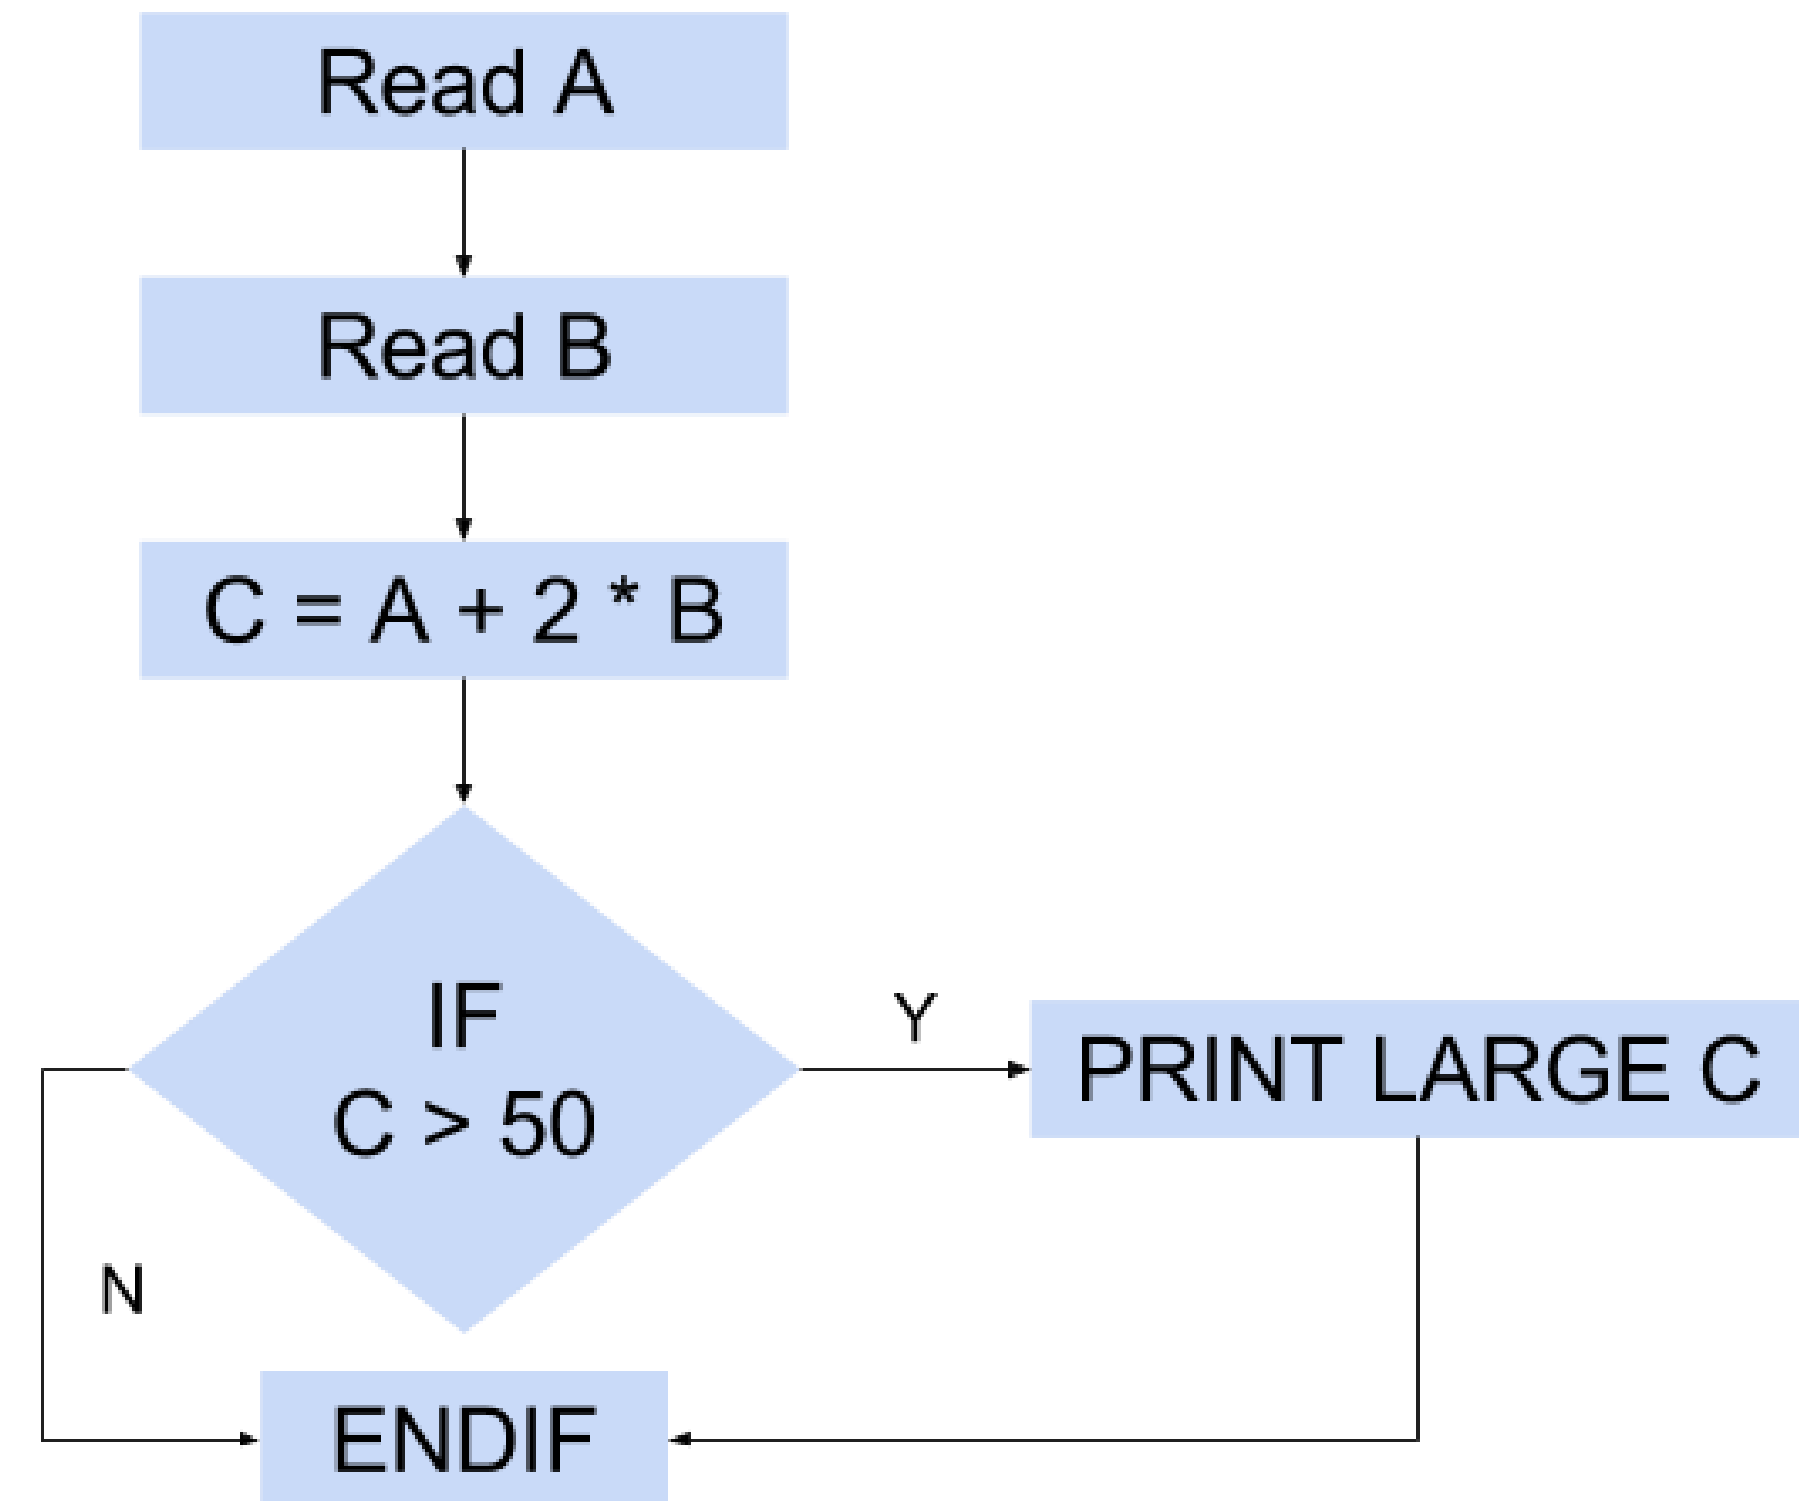 Read A
Read B
C = A + 2 * B
IF
C > 50
Y
PRINT LARGE C
N
ENDIF